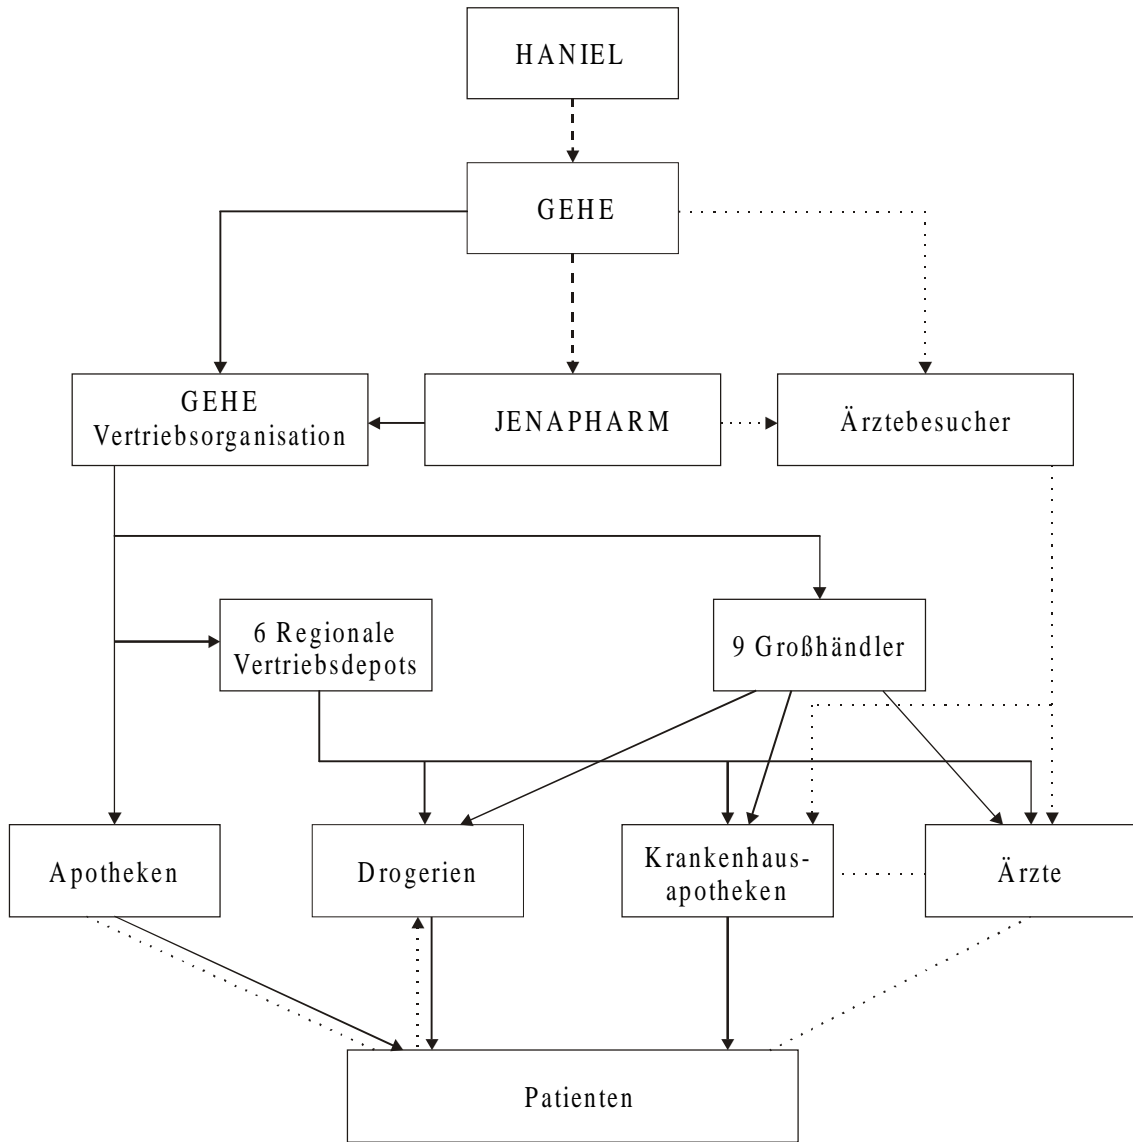 HANIEL
GEHE
GEHE
Vertriebsorganisation
JENAPHARM
Ärztebesucher
6 Regionale
Vertriebsdepots
9 Großhändler
Apotheken
Drogerien
Krankenhaus-
apotheken
Ärzte
Patienten